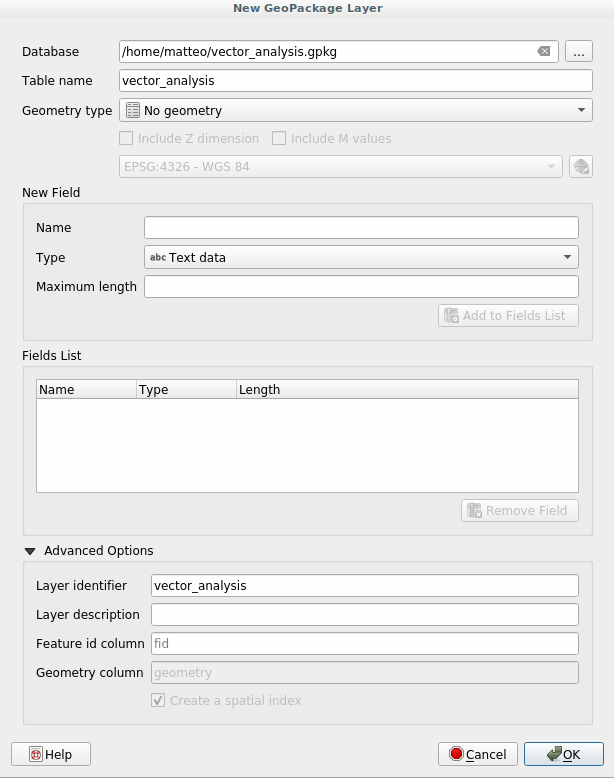 New GeoPackage Layer
Database /home/matteo/vector_analysis.gpkg ...
Table name vector_analysis
Geometry type No geometry
Include Z dimension Include M values
EPSG:4326 - WGS 84
New Field
Name
Type abc Text data
Maximum length
Add to Fields List
Fields List
Name Type Length
Remove Field
Advanced Options
Layer identifier vector_analysis
Layer description
Feature id column fid
Geometry column geometry
Create a spatial index
Help Cancel OK